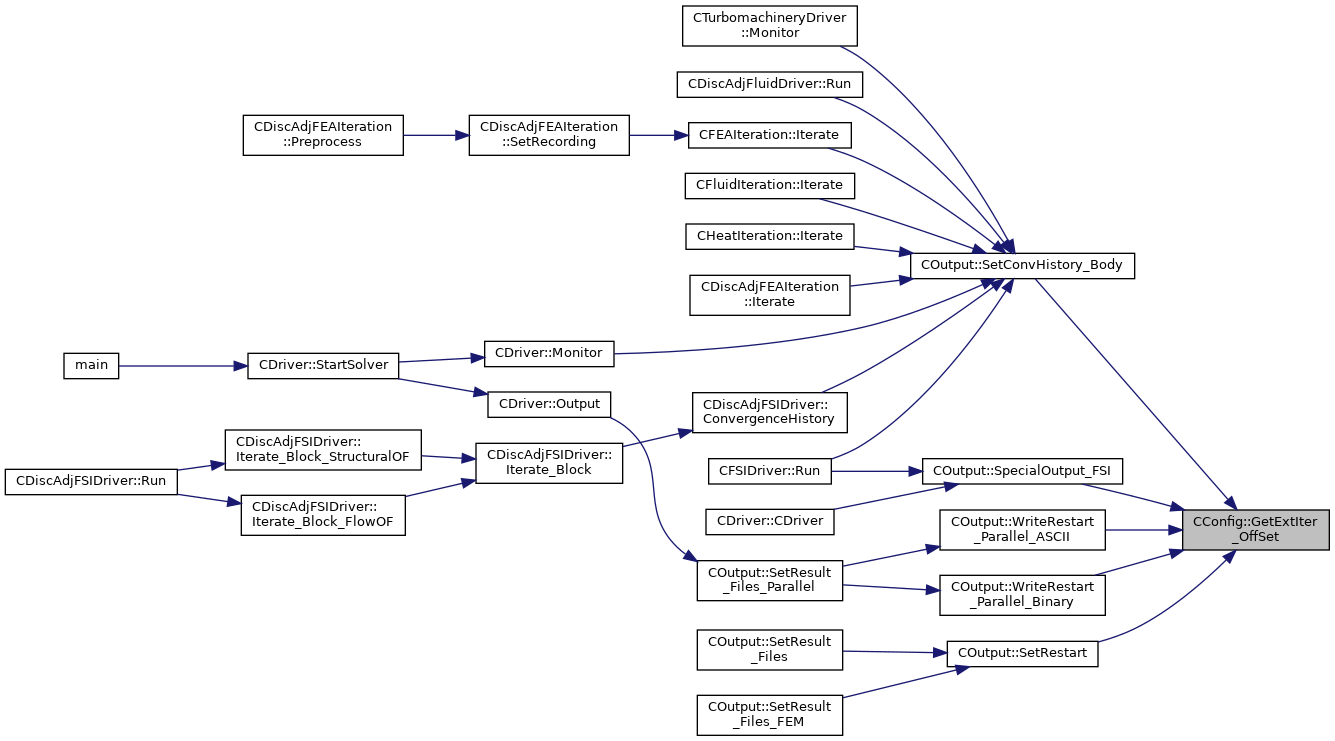 CTurbomachineryDriver
::Monitor
CDiscAdjFluidDriver::Run
CDiscAdjFEAIteration
::Preprocess
CDiscAdjFEAIteration
::SetRecording
CFEAIteration::Iterate
CFluidIteration::Iterate
CHeatIteration::Iterate
COutput::SetConvHistory_Body
CDiscAdjFEAIteration
::Iterate
main
CDriver::StartSolver
CDriver::Monitor
CDriver::Output
CDiscAdjFSIDriver::
ConvergenceHistory
CDiscAdjFSIDriver::Run
CDiscAdjFSIDriver::
Iterate_Block_StructuralOF
CDiscAdjFSIDriver::
Iterate_Block_FlowOF
CDiscAdjFSIDriver::
Iterate_Block
CFSIDriver::Run
COutput::SpecialOutput_FSI
CDriver::CDriver
COutput::WriteRestart
_Parallel_ASCII
CConfig::GetExtIter
_OffSet
COutput::SetResult
_Files_Parallel
COutput::WriteRestart
_Parallel_Binary
COutput::SetResult
_Files
COutput::SetRestart
COutput::SetResult
_Files_FEM